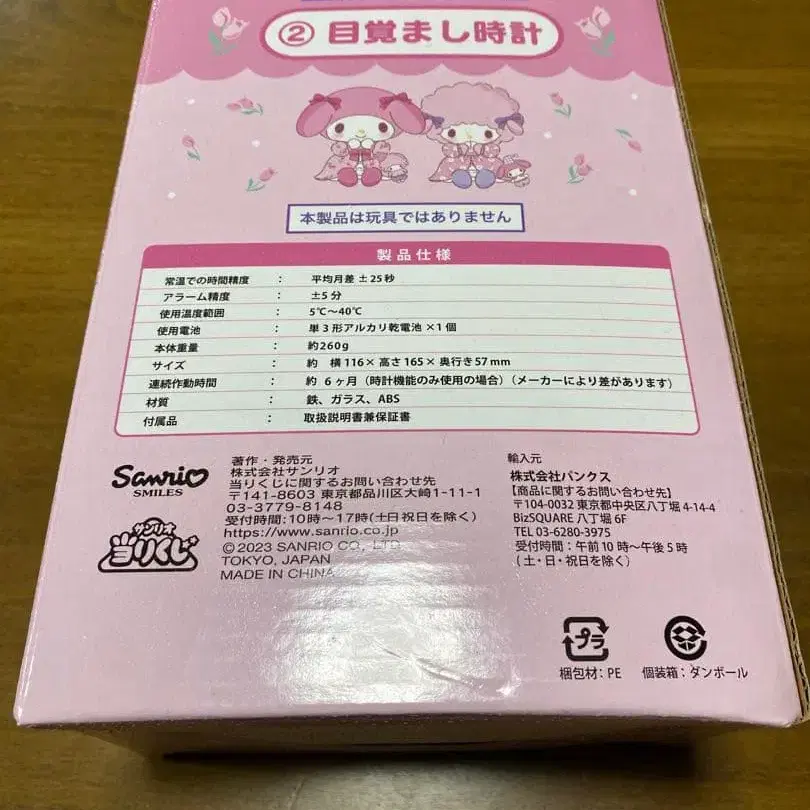 ② 目覚まし時計
本製品は玩具ではありません
製品仕様
常温での時間精度 : 平均月差 ±25秒
アラーム精度 : ±5分
使用温度範囲 : 5℃〜40℃
使用電池 : 単3形アルカリ乾電池 ×1個
本体重量 : 約260g
サイズ : 約 横116× 高さ165× 奥行き57mm
連続作動時間 : 約 6ヶ月（時計機能のみ使用の場合）（メーカーにより差があります）
材質 : 鉄、ガラス、ABS
付属品 : 取扱説明書兼保証書
Sanrio
SMILES
サンリオ
当りくじ
著作・発売元
株式会社サンリオ
当りくじに関するお問い合わせ先
〒141-8603 東京都品川区大崎1-11-1
03-3779-8148
受付時間:10時〜17時(土日祝日を除く)
https://www.sanrio.co.jp
© 2023 SANRIO CO., LTD.
TOKYO, JAPAN
MADE IN CHINA
輸入元
株式会社バンクス
【商品に関するお問い合わせ先】
〒104-0032 東京都中央区八丁堀 4-14-4
BizSQUARE 八丁堀 6F
TEL 03-6280-3975
受付時間：午前10時〜午後5時
(土・日・祝日を除く)
プラ
梱包材：PE
個装箱：ダンボール